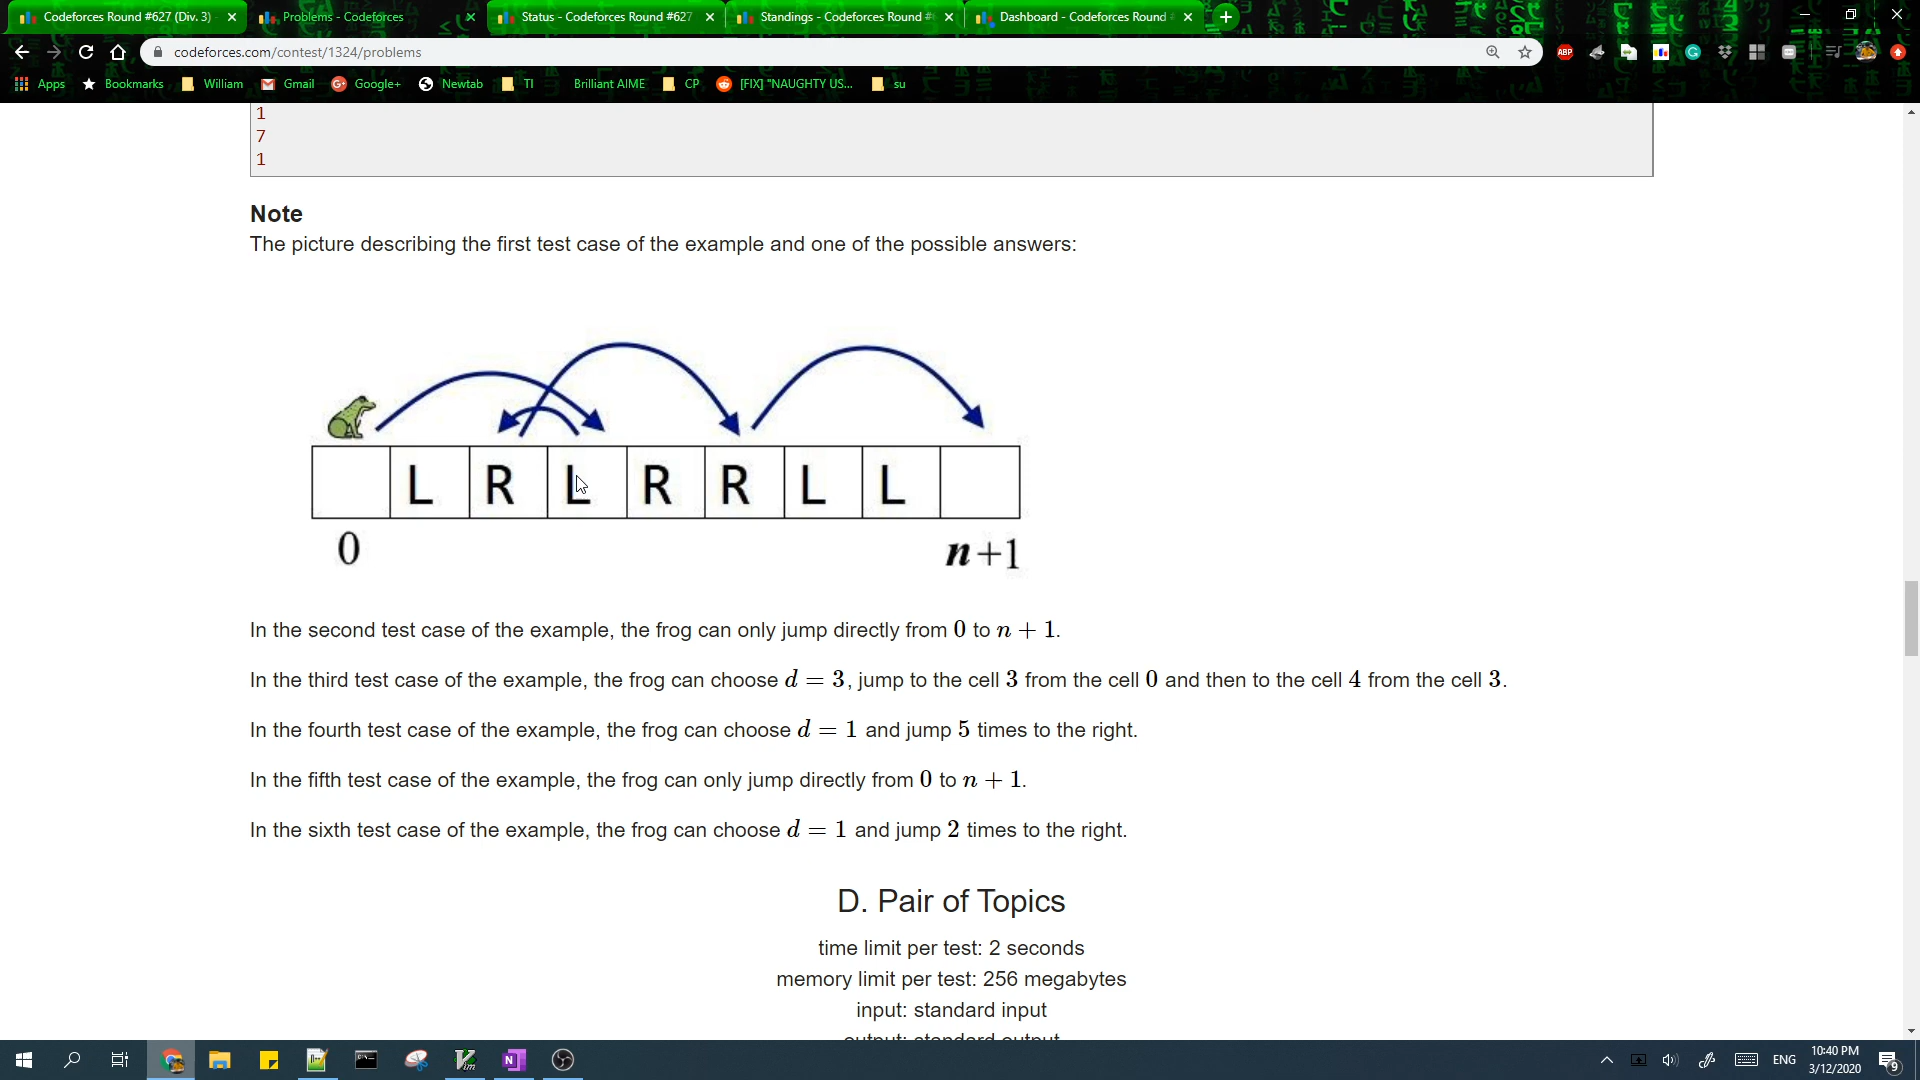 Codeforces Round #627 (Div. 3)
Problems - Codeforces
Status - Codeforces Round #627
Standings - Codeforces Round #
Dashboard - Codeforces Round
codeforces.com/contest/1324/problems
Apps Bookmarks William Gmail Google+ Newtab TI Brilliant AIME CP [FIX] "NAUGHTY US... su
1
7
1
Note
The picture describing the first test case of the example and one of the possible answers:
L R L R R L L
0 n+1
In the second test case of the example, the frog can only jump directly from 0 to n + 1.
In the third test case of the example, the frog can choose d = 3, jump to the cell 3 from the cell 0 and then to the cell 4 from the cell 3.
In the fourth test case of the example, the frog can choose d = 1 and jump 5 times to the right.
In the fifth test case of the example, the frog can only jump directly from 0 to n + 1.
In the sixth test case of the example, the frog can choose d = 1 and jump 2 times to the right.
D. Pair of Topics
time limit per test: 2 seconds
memory limit per test: 256 megabytes
input: standard input
output: standard output
ENG
10:40 PM
3/12/2020
9